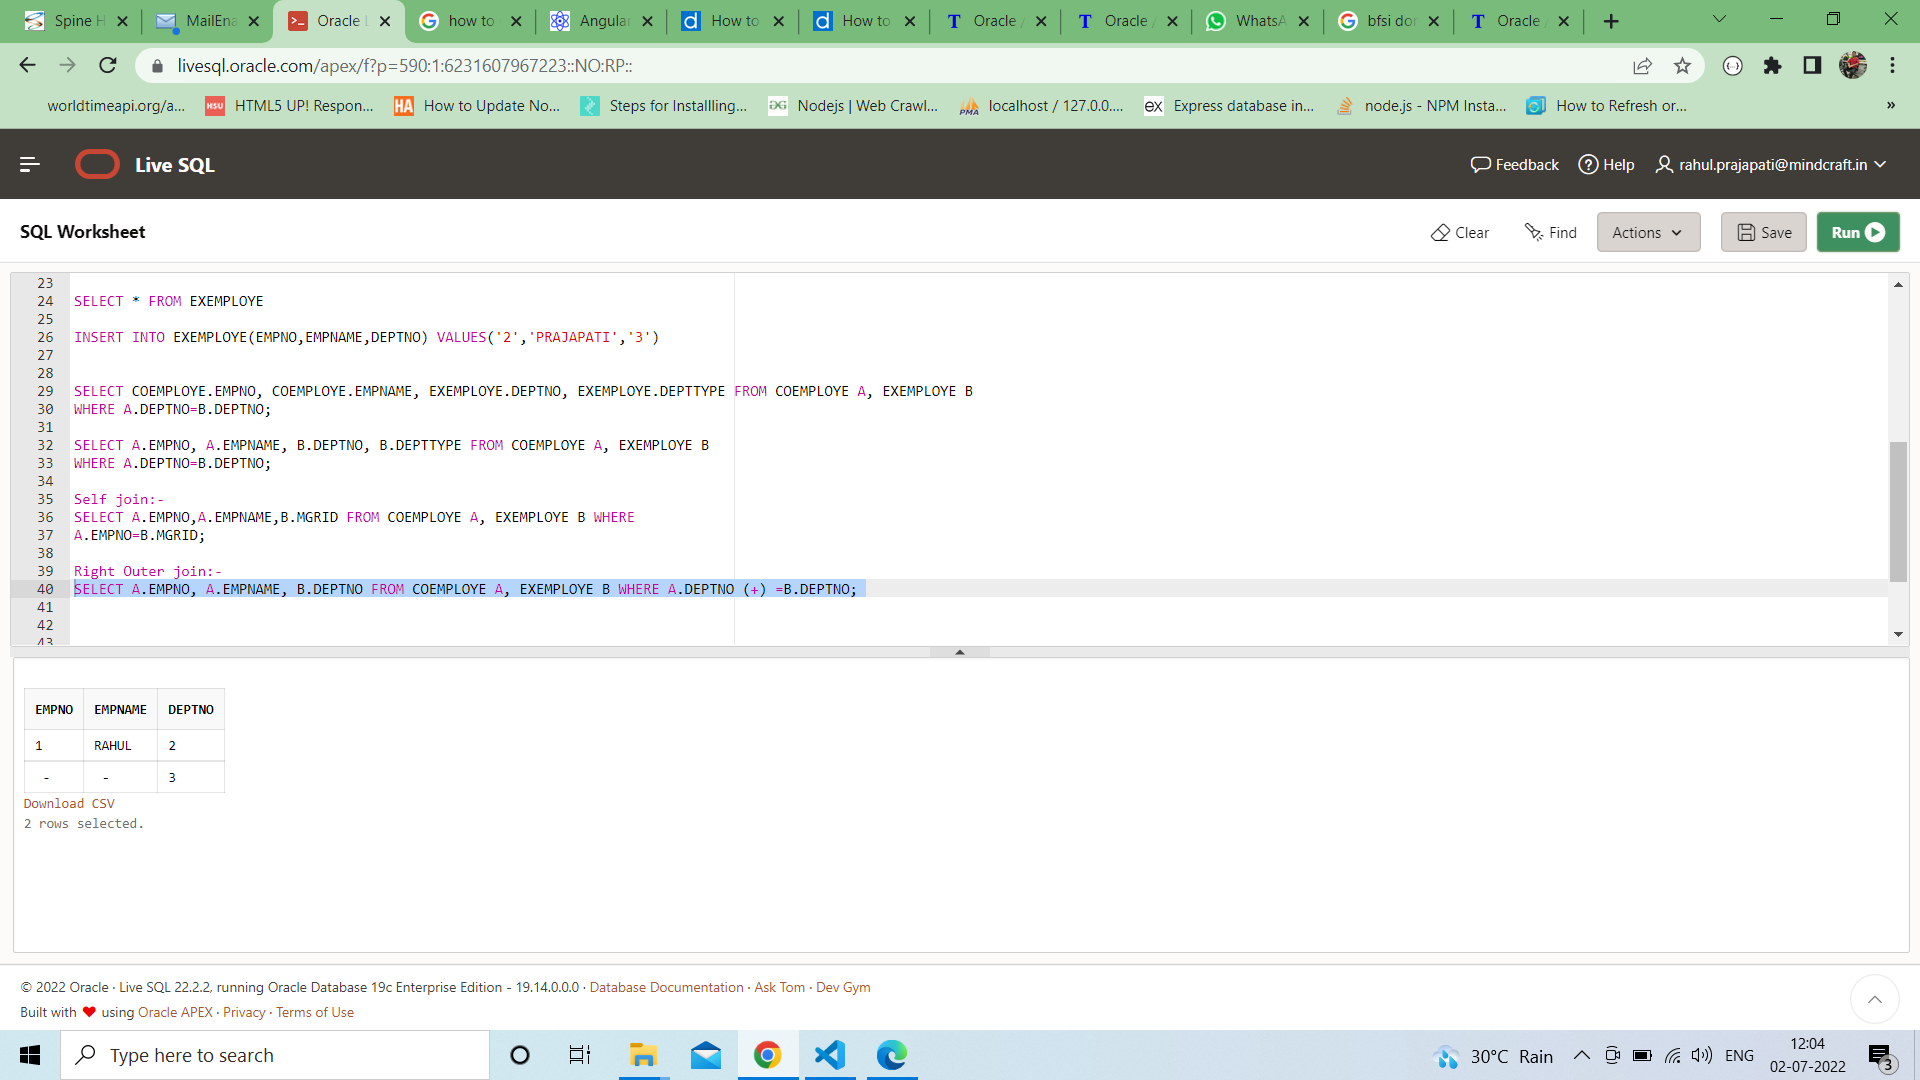 Spine H
MailEna
Oracle L
how to
Angular
How to
How to
Oracle /
Oracle /
WhatsA
bfsi dor
Oracle /
livesql.oracle.com/apex/f?p=590:1:6231607967223::NO:RP::
worldtimeapi.org/a...
HTML5 UP! Respon...
How to Update No...
Steps for Installling...
Nodejs | Web Crawl...
localhost / 127.0.0....
Express database in...
node.js - NPM Insta...
How to Refresh or...
»
Live SQL
Feedback
Help
rahul.prajapati@mindcraft.in
SQL Worksheet
Clear
Find
Actions
Save
Run
23
24 SELECT * FROM EXEMPLOYE
25
26 INSERT INTO EXEMPLOYE(EMPNO,EMPNAME,DEPTNO) VALUES('2','PRAJAPATI','3')
27
28
29 SELECT COEMPLOYE.EMPNO, COEMPLOYE.EMPNAME, EXEMPLOYE.DEPTNO, EXEMPLOYE.DEPTTYPE FROM COEMPLOYE A, EXEMPLOYE B
30 WHERE A.DEPTNO=B.DEPTNO;
31
32 SELECT A.EMPNO, A.EMPNAME, B.DEPTNO, B.DEPTTYPE FROM COEMPLOYE A, EXEMPLOYE B
33 WHERE A.DEPTNO=B.DEPTNO;
34
35 Self join:-
36 SELECT A.EMPNO,A.EMPNAME,B.MGRID FROM COEMPLOYE A, EXEMPLOYE B WHERE
37 A.EMPNO=B.MGRID;
38
39 Right Outer join:-
40 SELECT A.EMPNO, A.EMPNAME, B.DEPTNO FROM COEMPLOYE A, EXEMPLOYE B WHERE A.DEPTNO (+) =B.DEPTNO;
41
42
43
EMPNO EMPNAME DEPTNO
1 RAHUL 2
- - 3
Download CSV
2 rows selected.
© 2022 Oracle · Live SQL 22.2.2, running Oracle Database 19c Enterprise Edition - 19.14.0.0.0 · Database Documentation · Ask Tom · Dev Gym
Built with ❤ using Oracle APEX · Privacy · Terms of Use
Type here to search
30°C Rain
ENG
12:04
02-07-2022
3